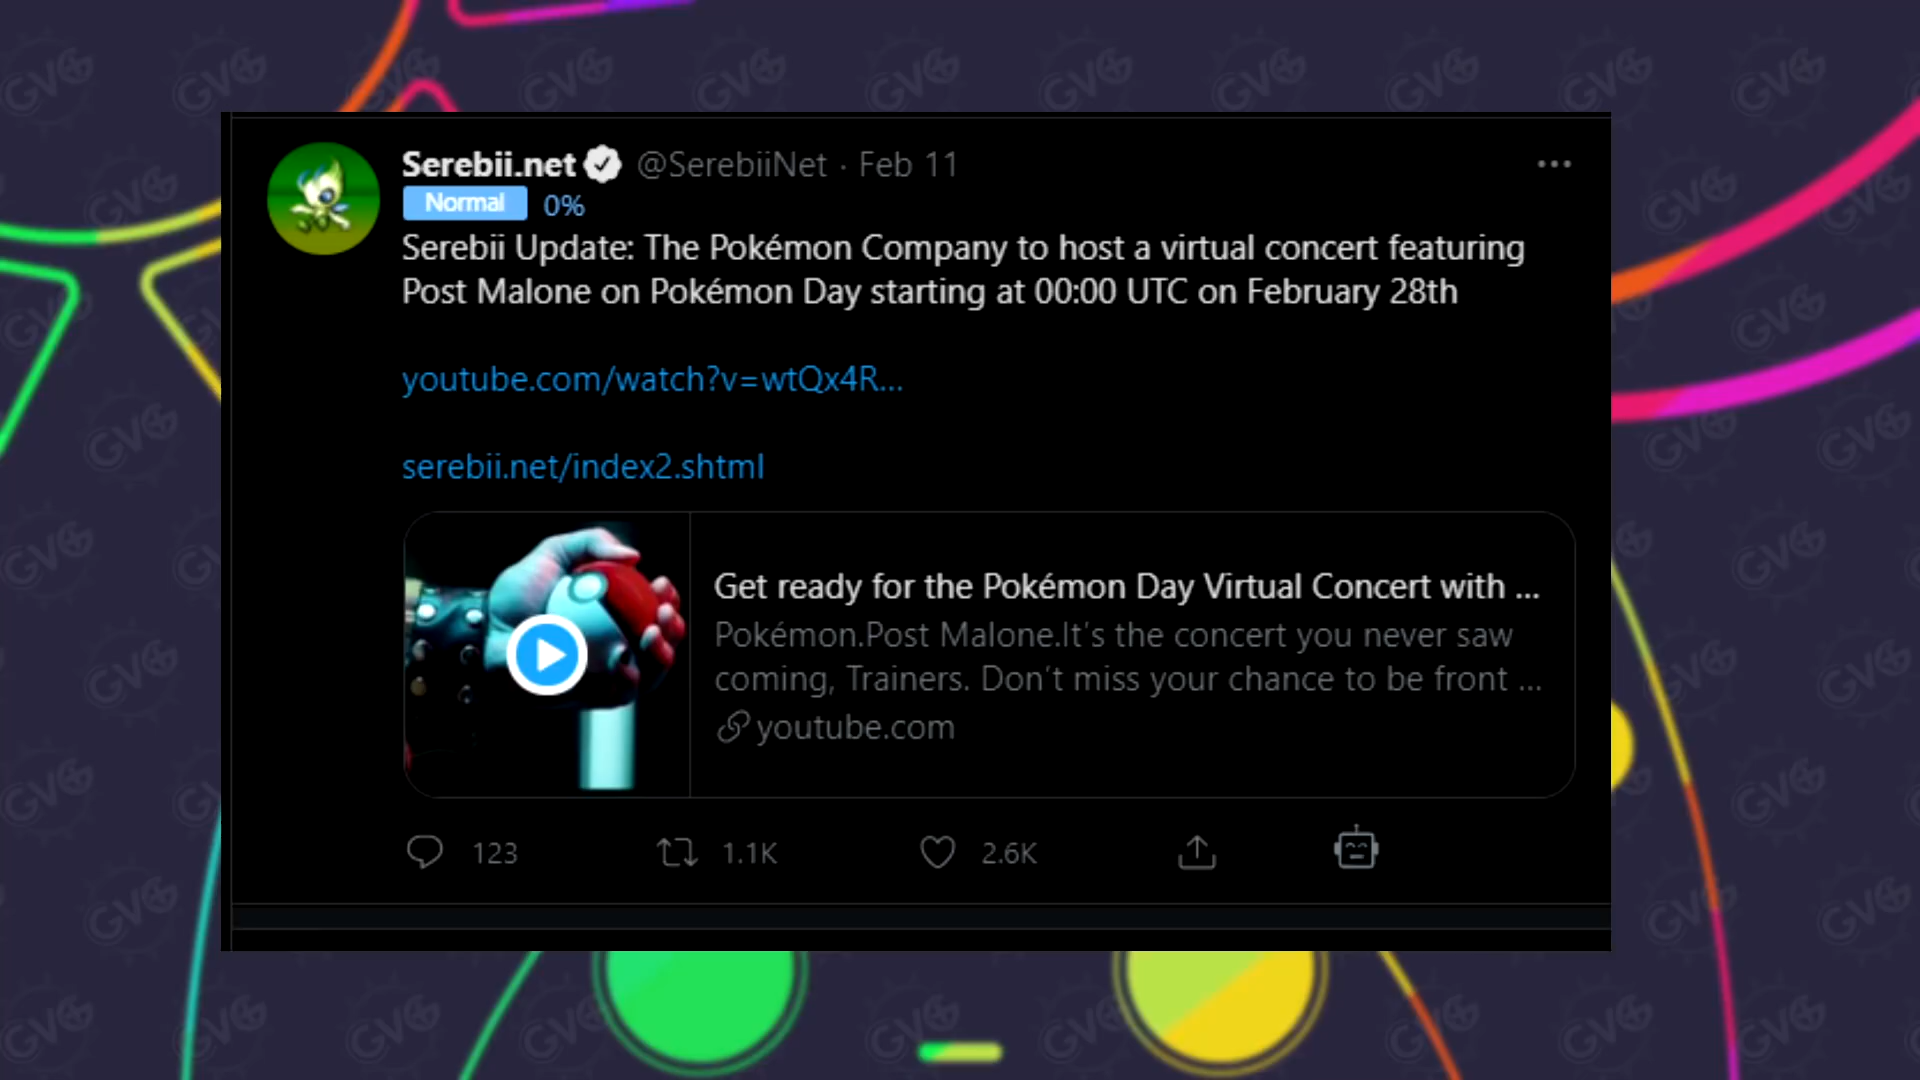 Serebii.net @SerebiiNet · Feb 11
Normal 0%
Serebii Update: The Pokémon Company to host a virtual concert featuring
Post Malone on Pokémon Day starting at 00:00 UTC on February 28th
youtube.com/watch?v=wtQx4R...
serebii.net/index2.shtml
Get ready for the Pokémon Day Virtual Concert with ...
Pokémon.Post Malone.It's the concert you never saw
coming, Trainers. Don't miss your chance to be front ...
youtube.com
123 1.1K 2.6K